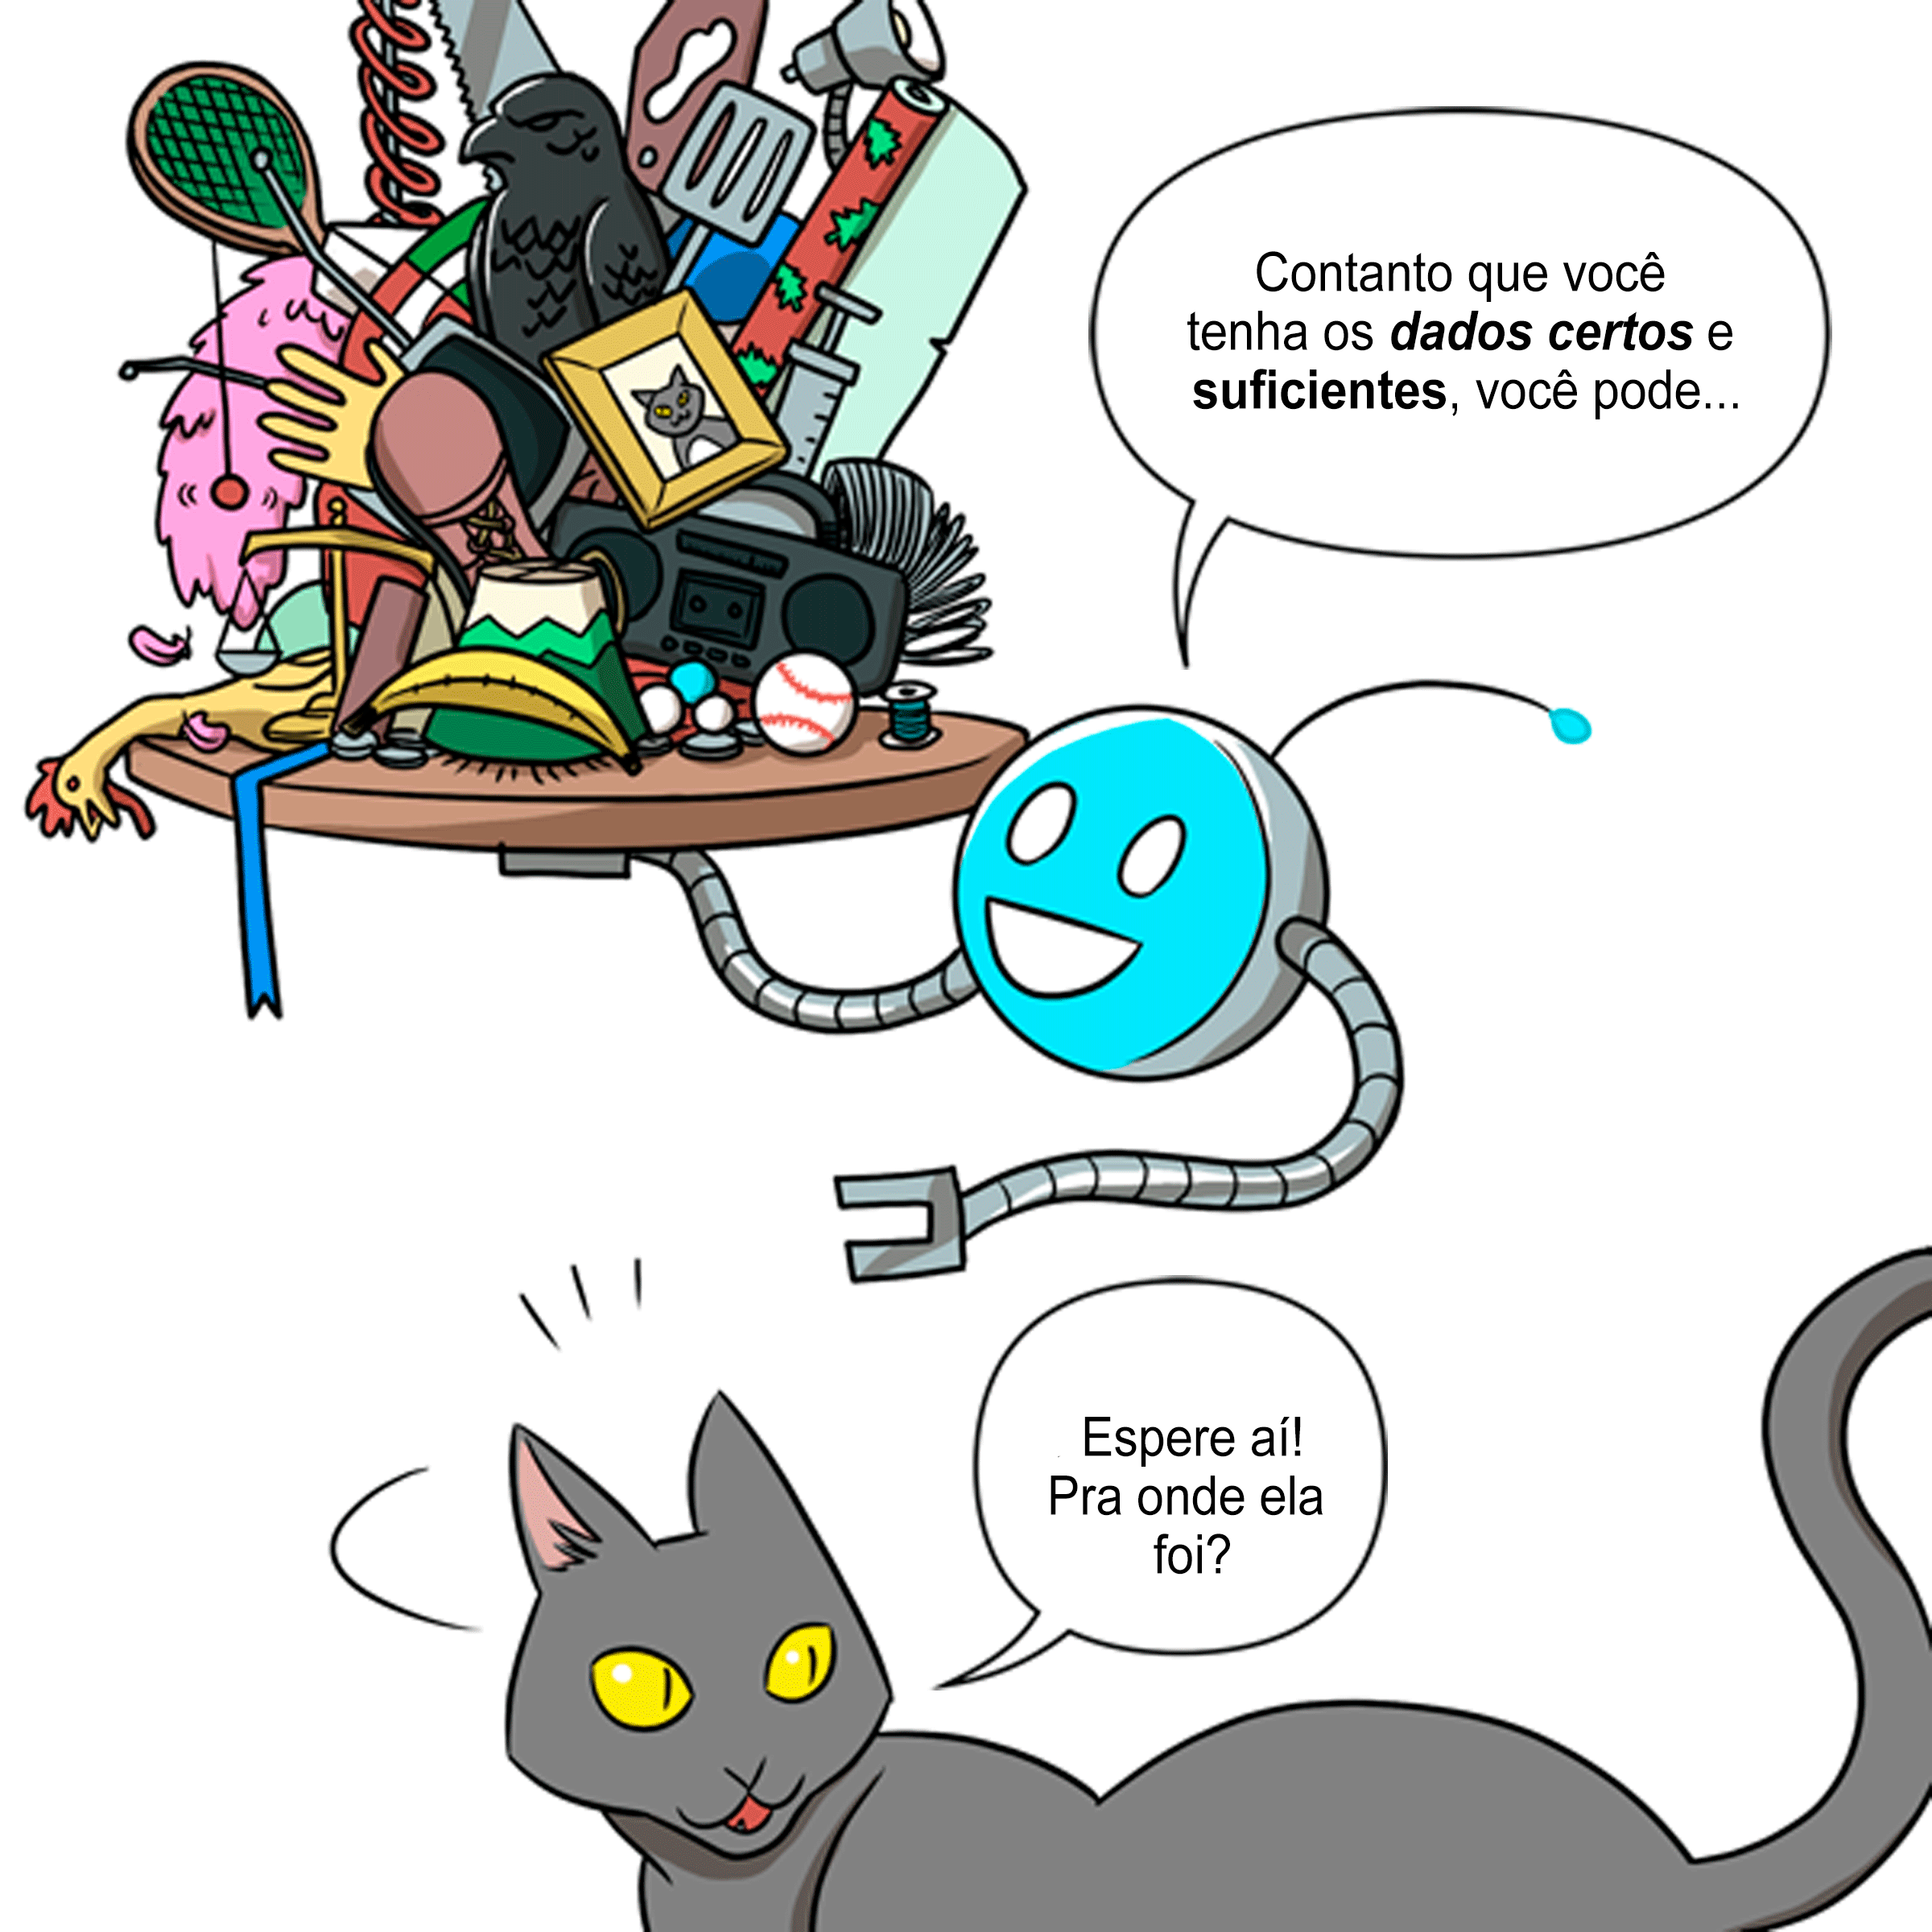 Contanto que você
tenha os dados certos e
suficientes, você pode...
Espere aí!
Pra onde ela
foi?